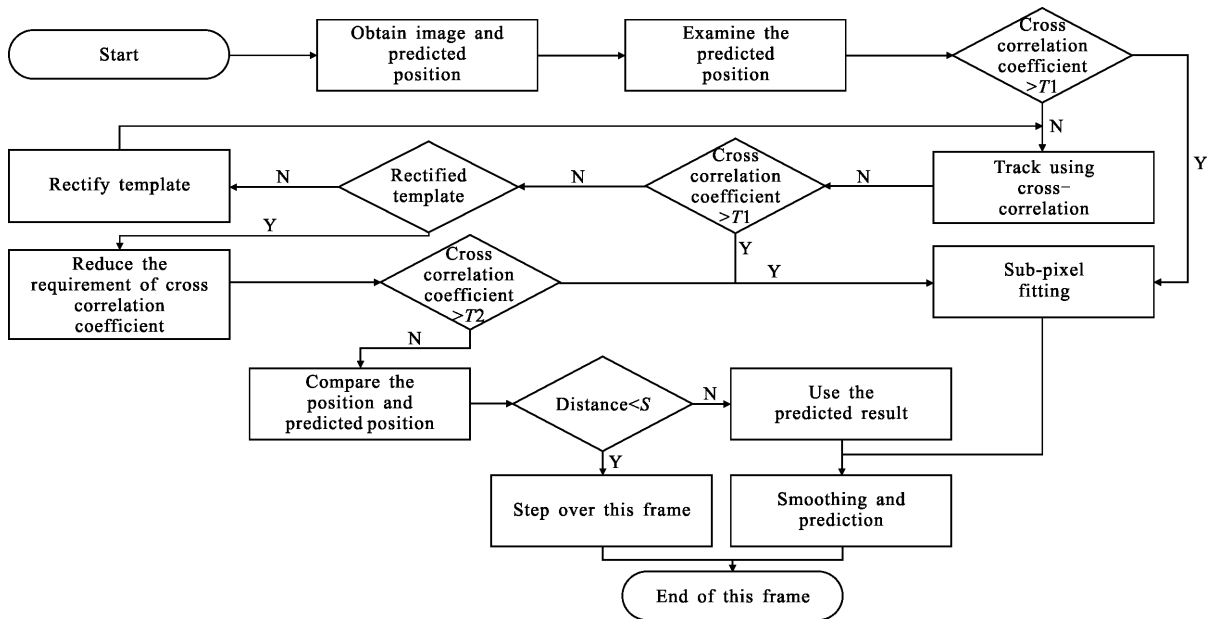 Start
Obtain image and
predicted
position
Examine the
predicted
position
Cross
correlation
coefficient
>T1
N
Y
Rectify template
N
Rectified
template
N
Cross
correlation
coefficient
>T1
N
Track using
cross-
correlation
Y
Y
Reduce the
requirement of cross
correlation
coefficient
Cross
correlation
coefficient
>T2
Y
Sub-pixel
fitting
N
Compare the
position and
predicted position
Distance<S
N
Use the
predicted result
Y
Step over this frame
Smoothing and
prediction
End of this frame